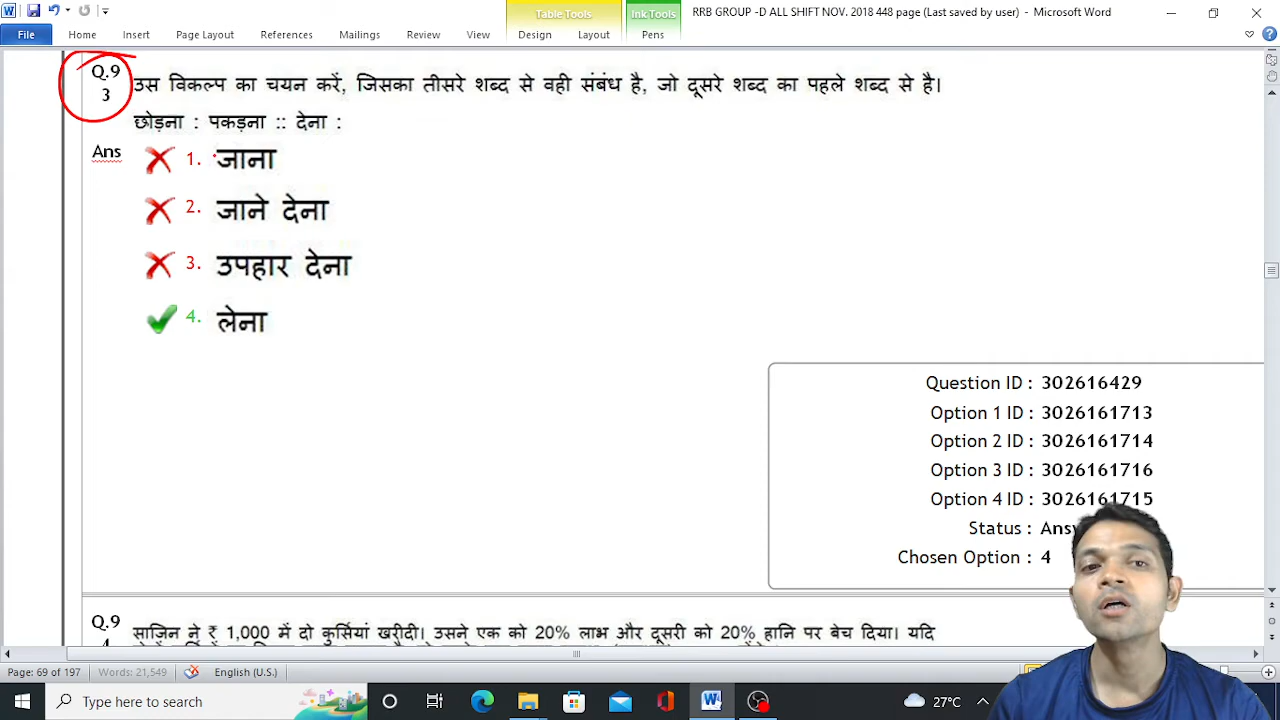 Table Tools
Ink Tools
RRB GROUP -D ALL SHIFT NOV. 2018 448 page (Last saved by user) - Microsoft Word
File Home Insert Page Layout References Mailings Review View Design Layout Pens
Q.9
3
उस विकल्प का चयन करें, जिसका तीसरे शब्द से वही संबंध है, जो दूसरे शब्द का पहले शब्द से है।
छोड़ना : पकड़ना :: देना :
Ans
1. जाना
2. जाने देना
3. उपहार देना
4. लेना
Question ID : 302616429
Option 1 ID : 3026161713
Option 2 ID : 3026161714
Option 3 ID : 3026161716
Option 4 ID : 3026161715
Status :
Chosen Option : 4
Q.9
साज़िन ने ₹ 1,000 में दो कुर्सियां खरीदी। उसने एक को 20% लाभ और दूसरी को 20% हानि पर बेच दिया। यदि
Page: 69 of 197 Words: 21,549 English (U.S.)
Type here to search
27°C